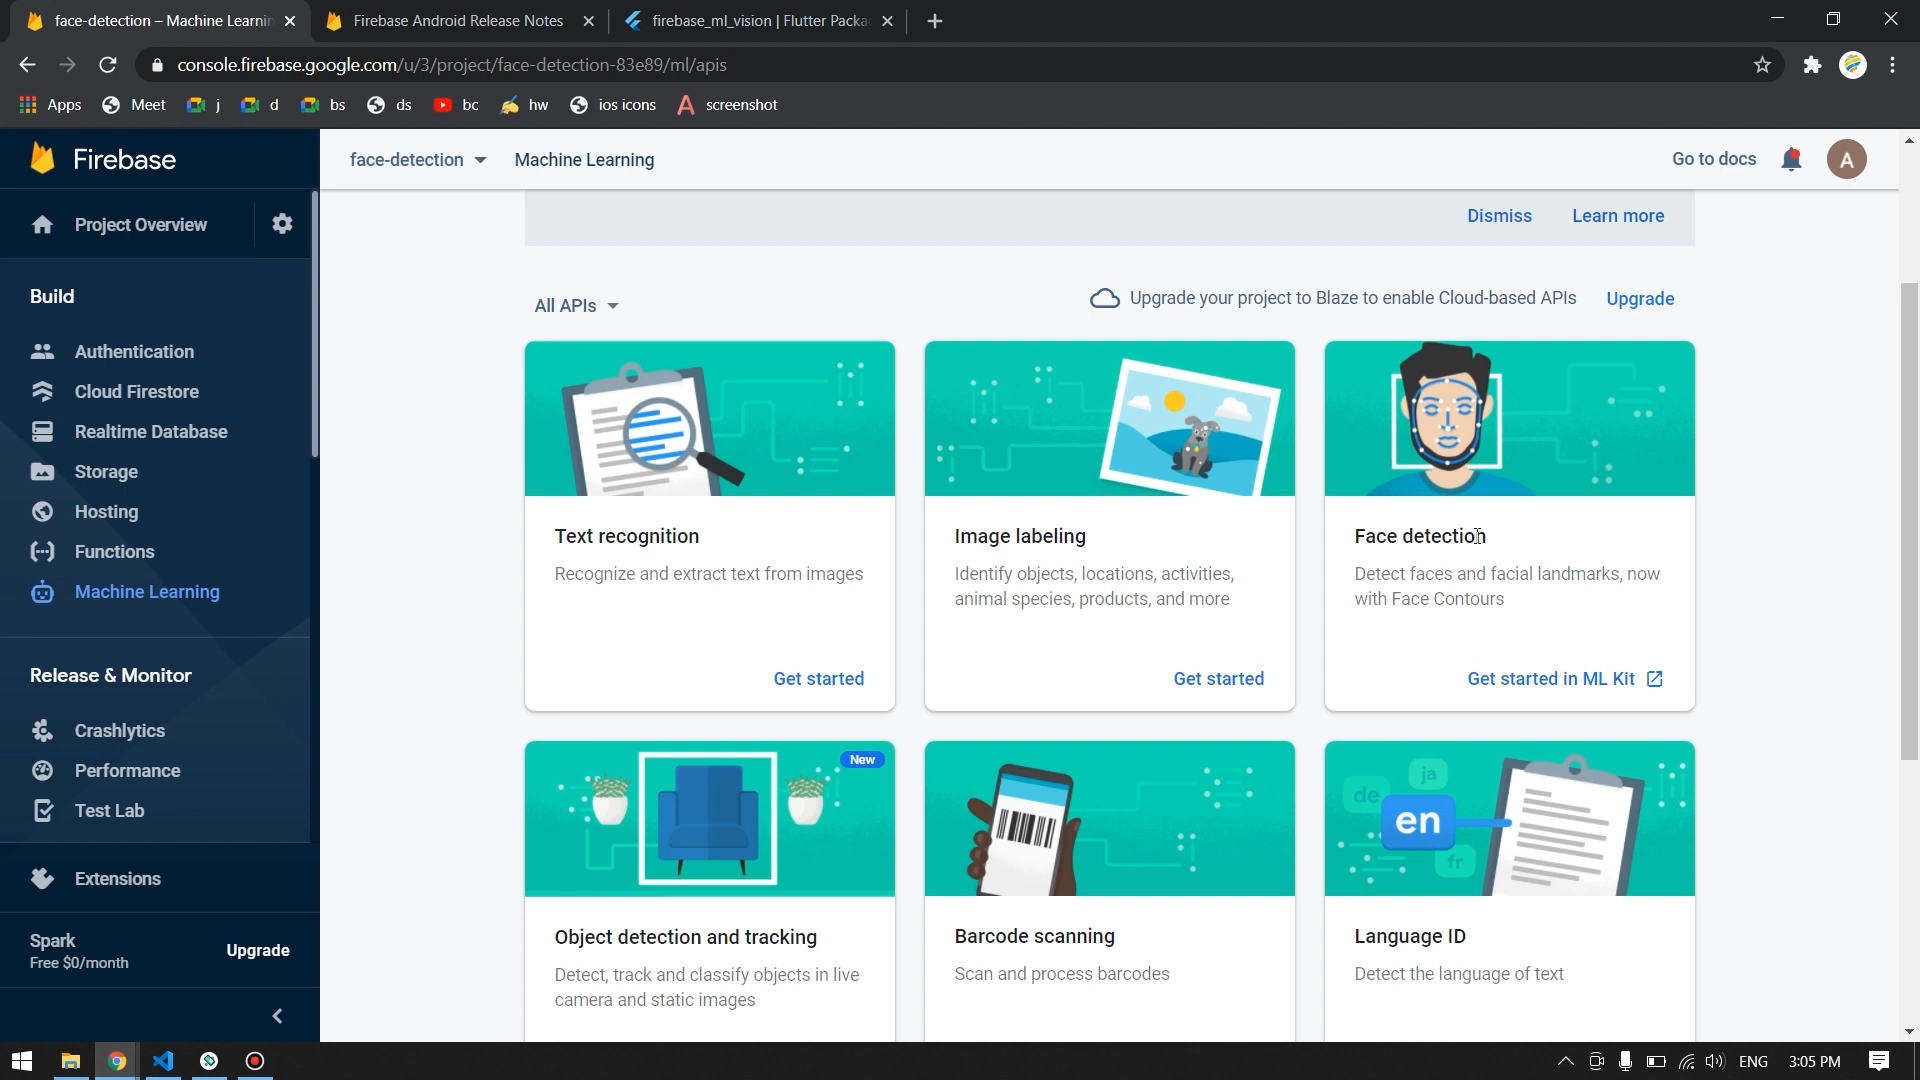 face-detection – Machine Learnin
Firebase Android Release Notes
firebase_ml_vision | Flutter Packa
console.firebase.google.com/u/3/project/face-detection-83e89/ml/apis
Apps
Meet
j
d
bs
ds
bc
hw
ios icons
screenshot
Firebase
face-detection
Machine Learning
Go to docs
A
Project Overview
Dismiss
Learn more
Build
All APIs
Upgrade your project to Blaze to enable Cloud-based APIs
Upgrade
Authentication
Cloud Firestore
Realtime Database
Storage
Hosting
Functions
Machine Learning
Release & Monitor
Crashlytics
Performance
Test Lab
Extensions
Spark
Free $0/month
Upgrade
Text recognition
Recognize and extract text from images
Get started
Image labeling
Identify objects, locations, activities,
animal species, products, and more
Get started
Face detection
Detect faces and facial landmarks, now
with Face Contours
Get started in ML Kit
New
Object detection and tracking
Detect, track and classify objects in live
camera and static images
Barcode scanning
Scan and process barcodes
ja
de
en
fr
Language ID
Detect the language of text
ENG
3:05 PM